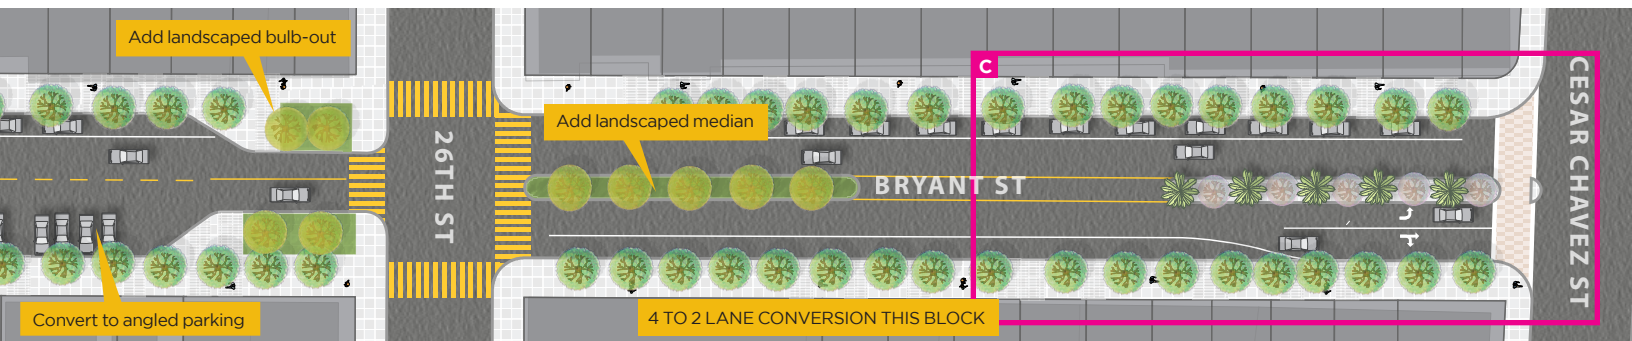 Add landscaped bulb-out
C
Add landscaped median
26TH ST
BRYANT ST
CESAR CHAVEZ ST
Convert to angled parking
4 TO 2 LANE CONVERSION THIS BLOCK